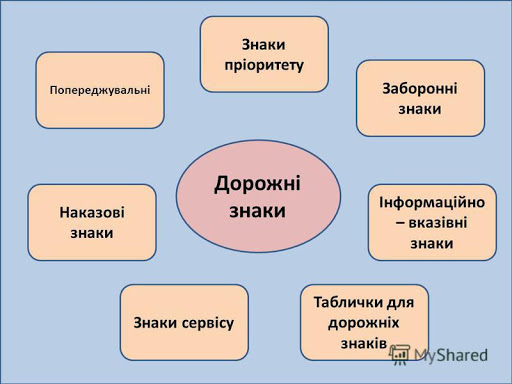 Знаки
пріоритету
Попереджувальні
Заборонні
знаки
Дорожні
знаки
Наказові
знаки
Інформаційно
– вказівні
знаки
Знаки сервісу
Таблички для
дорожніх
знаків
MyShared